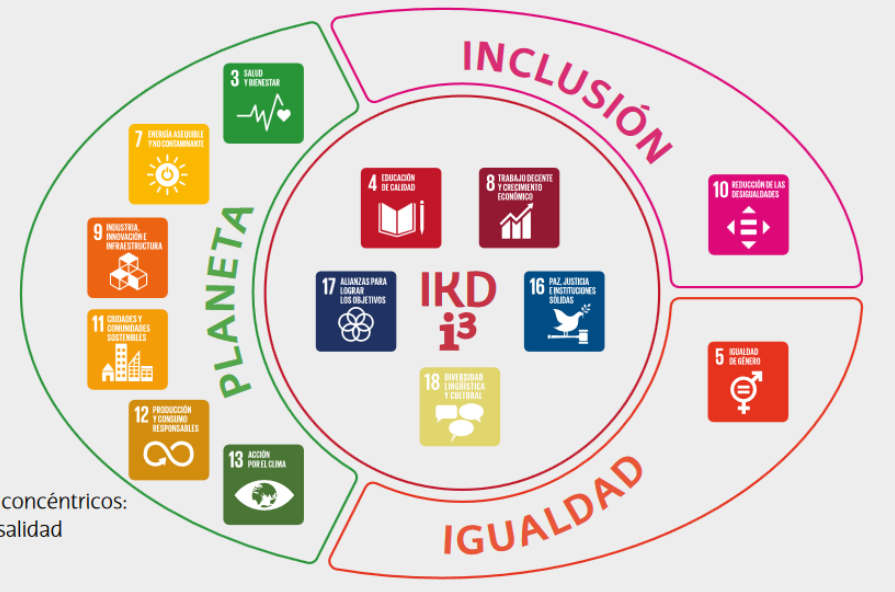 INCLUSIÓN
3 SALUD
Y BIENESTAR
7 ENERGÍA ASEQUIBLE
Y NO CONTAMINANTE
9 INDUSTRIA,
INNOVACIÓN E
INFRAESTRUCTURA
11 CIUDADES Y
COMUNIDADES
SOSTENIBLES
12 PRODUCCIÓN
Y CONSUMO
RESPONSABLES
13 ACCIÓN
POR EL CLIMA
PLANETA
4 EDUCACIÓN
DE CALIDAD
8 TRABAJO DECENTE
Y CRECIMIENTO
ECONÓMICO
17 ALIANZAS PARA
LOGRAR
LOS OBJETIVOS
IKD
i³
16 PAZ, JUSTICIA
E INSTITUCIONES
SÓLIDAS
18 DIVERSIDAD
LINGÜÍSTICA
Y CULTURAL
10 REDUCCIÓN DE LAS
DESIGUALDADES
5 IGUALDAD
DE GÉNERO
IGUALDAD
concéntricos:
salidad